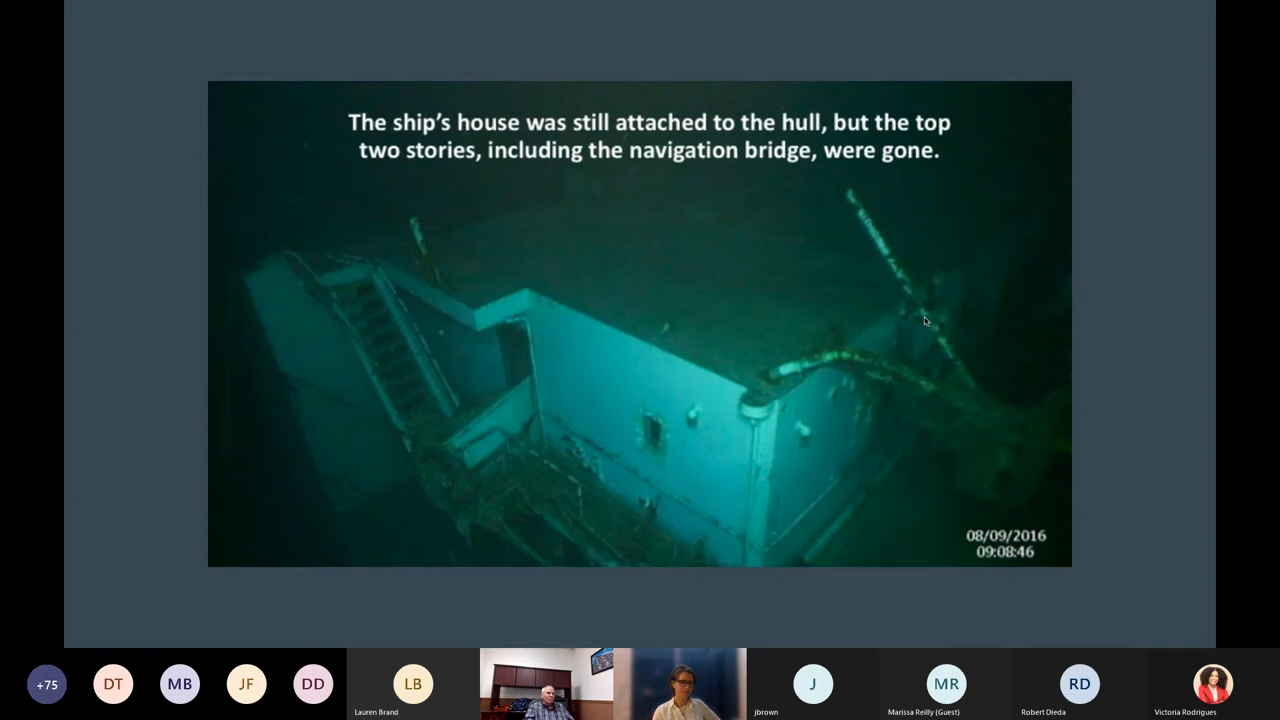 The ship's house was still attached to the hull, but the top
two stories, including the navigation bridge, were gone.
08/09/2016
09:08:46
+75
DT
MB
JF
DD
LB
J
MR
RD
Lauren Brand
jbrown
Marissa Reilly (Guest)
Robert Dieda
Victoria Rodrigues